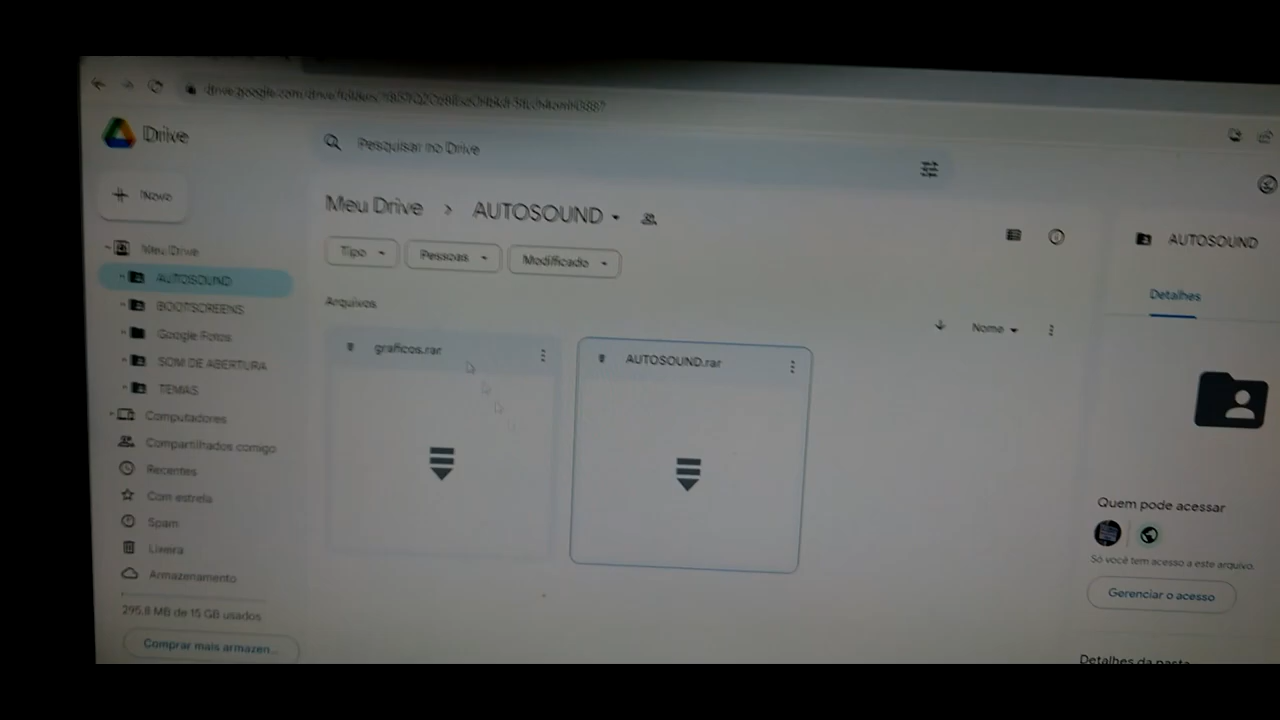 Drive
Pesquisar no Drive
Novo
Meu Drive > AUTOSOUND
Tipo
Pessoas
Modificado
Meu Drive
AUTOSOUND
BOOTSCREENS
Google Fotos
SOM DE ABERTURA
TEMAS
Computadores
Compartilhados comigo
Recentes
Com estrela
Spam
Lixeira
Armazenamento
295,8 MB de 15 GB usados
Comprar mais armazen...
Arquivos
Nome
graficos.rar
AUTOSOUND.rar
AUTOSOUND
Detalhes
Quem pode acessar
Só você tem acesso a este arquivo.
Gerenciar o acesso
Detalhes da pasta